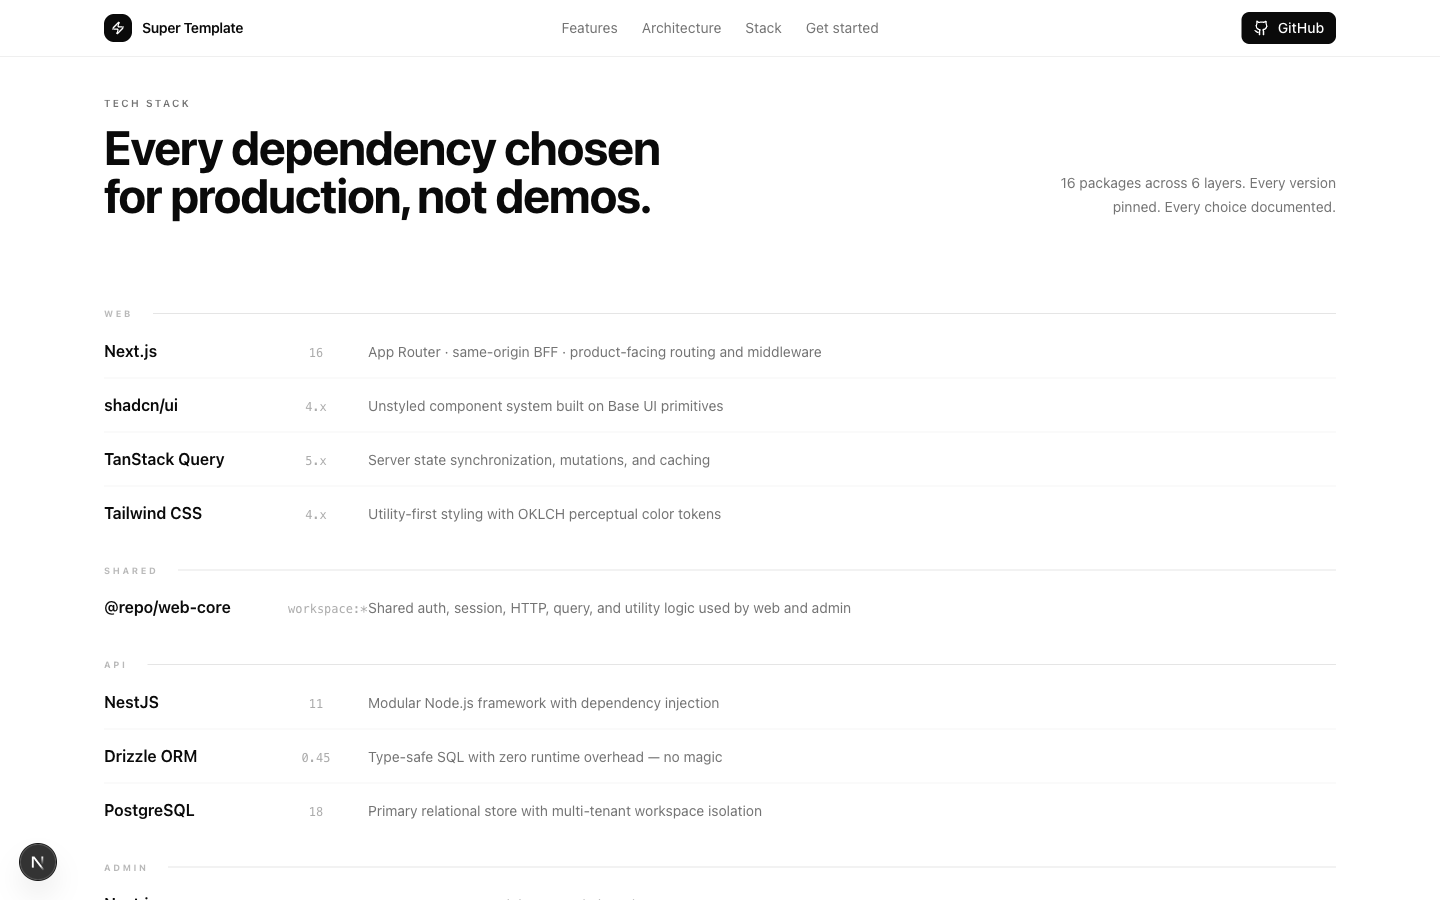 Super Template
Features
Architecture
Stack
Get started
GitHub
TECH STACK
Every dependency chosen
for production, not demos.
16 packages across 6 layers. Every version
pinned. Every choice documented.
WEB
Next.js 16 App Router · same-origin BFF · product-facing routing and middleware
shadcn/ui 4.x Unstyled component system built on Base UI primitives
TanStack Query 5.x Server state synchronization, mutations, and caching
Tailwind CSS 4.x Utility-first styling with OKLCH perceptual color tokens
SHARED
@repo/web-core workspace:* Shared auth, session, HTTP, query, and utility logic used by web and admin
API
NestJS 11 Modular Node.js framework with dependency injection
Drizzle ORM 0.45 Type-safe SQL with zero runtime overhead — no magic
PostgreSQL 18 Primary relational store with multi-tenant workspace isolation
ADMIN